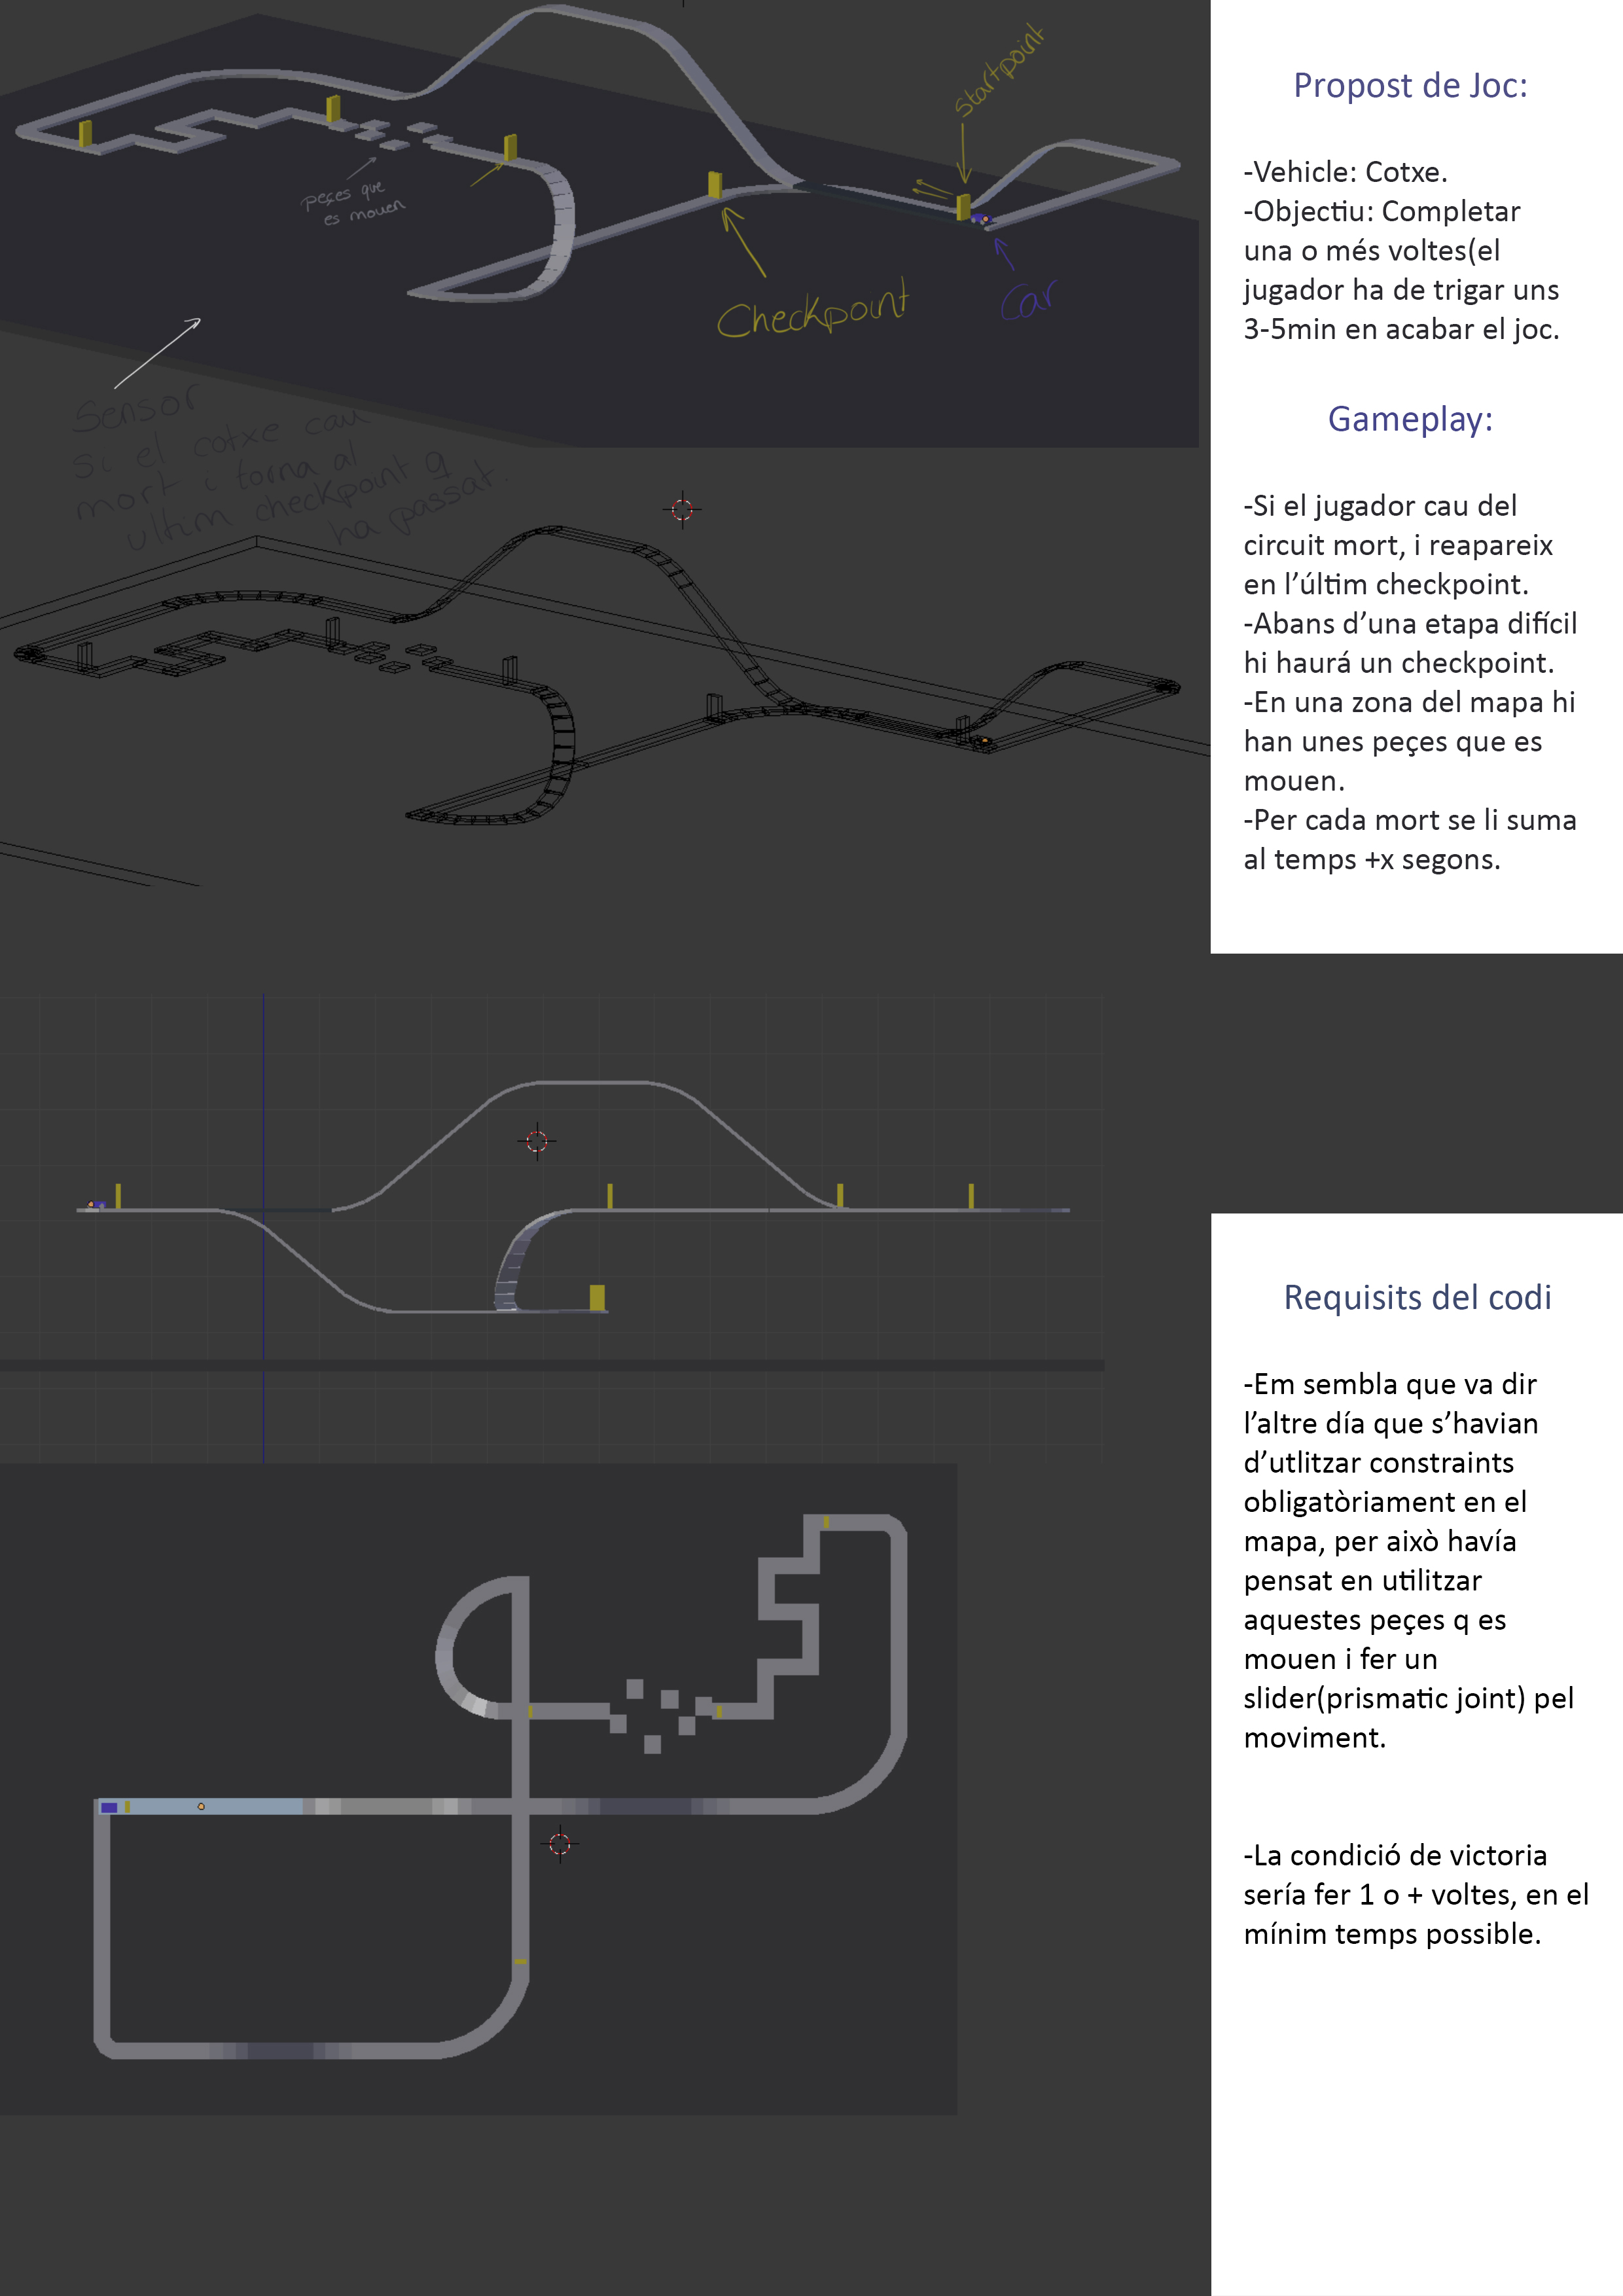 Startpoint
peçes que
es mouen
Checkpoint
Car
Sensor
si el cotxe cau
mort i torna al
ultim checkpoint q
ha passat.
Propost de Joc:
-Vehicle: Cotxe.
-Objectiu: Completar
una o més voltes(el
jugador ha de trigar uns
3-5min en acabar el joc.
Gameplay:
-Si el jugador cau del
circuit mort, i reapareix
en l’últim checkpoint.
-Abans d’una etapa difícil
hi haurá un checkpoint.
-En una zona del mapa hi
han unes peçes que es
mouen.
-Per cada mort se li suma
al temps +x segons.
Requisits del codi
-Em sembla que va dir
l’altre día que s’havian
d’utlitzar constraints
obligatòriament en el
mapa, per això havía
pensat en utilitzar
aquestes peçes q es
mouen i fer un
slider(prismatic joint) pel
moviment.
-La condició de victoria
sería fer 1 o + voltes, en el
mínim temps possible.